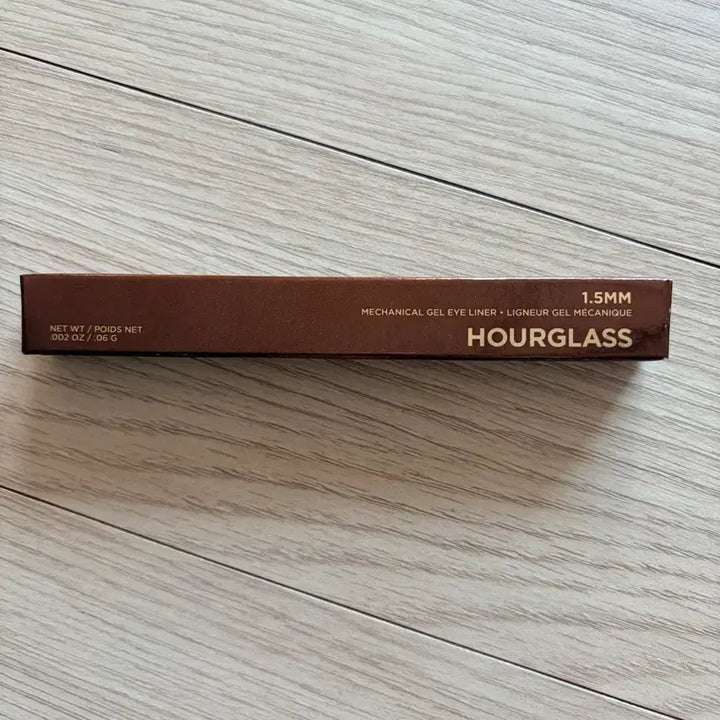 NET WT / POIDS NET
.002 OZ / .06 G
1.5MM
MECHANICAL GEL EYE LINER • LIGNEUR GEL MÉCANIQUE
HOURGLASS